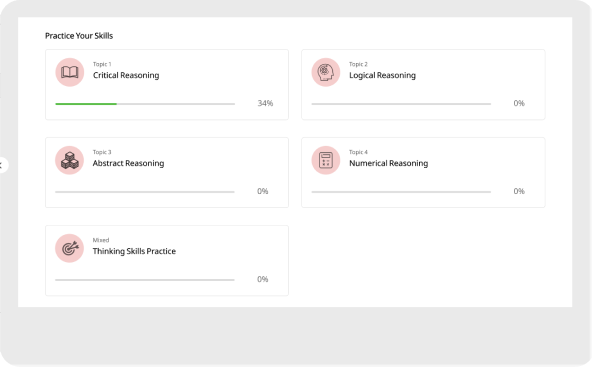 Practice Your Skills
Topic 1
Critical Reasoning
34%
Topic 2
Logical Reasoning
0%
Topic 3
Abstract Reasoning
0%
Topic 4
Numerical Reasoning
0%
Mixed
Thinking Skills Practice
0%